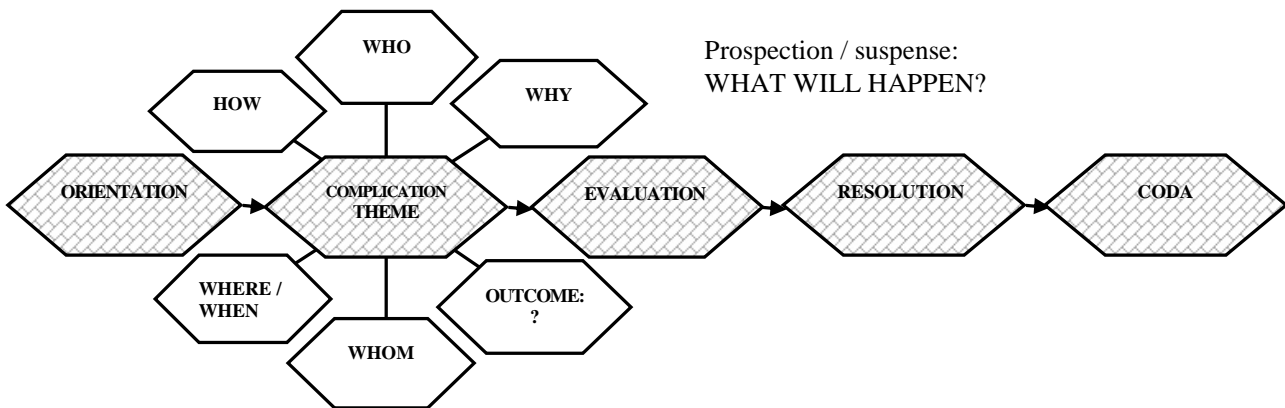 WHO
Prospection / suspense:
WHAT WILL HAPPEN?
HOW
WHY
ORIENTATION
COMPLICATION
THEME
EVALUATION
RESOLUTION
CODA
WHERE /
WHEN
OUTCOME:
?
WHOM